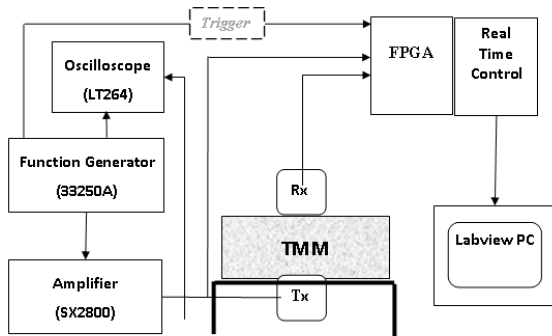 Trigger
Oscilloscope
(LT264)
FPGA
Real
Time
Control
Function Generator
(33250A)
Rx
TMM
Labview PC
Amplifier
(SX2800)
Tx